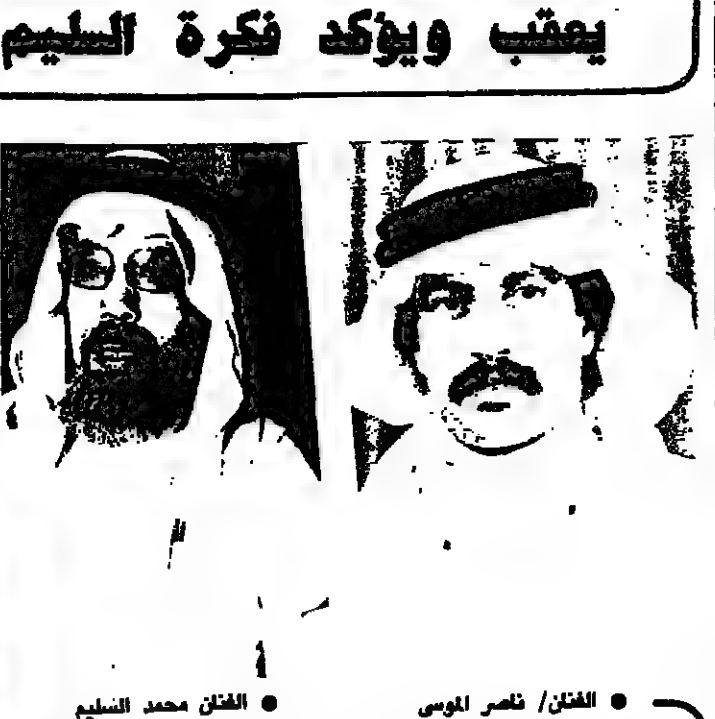 يعقب ويؤكد فكرة السليم
● الفنان/ ناصر الموسى
● الفنان محمد السليم